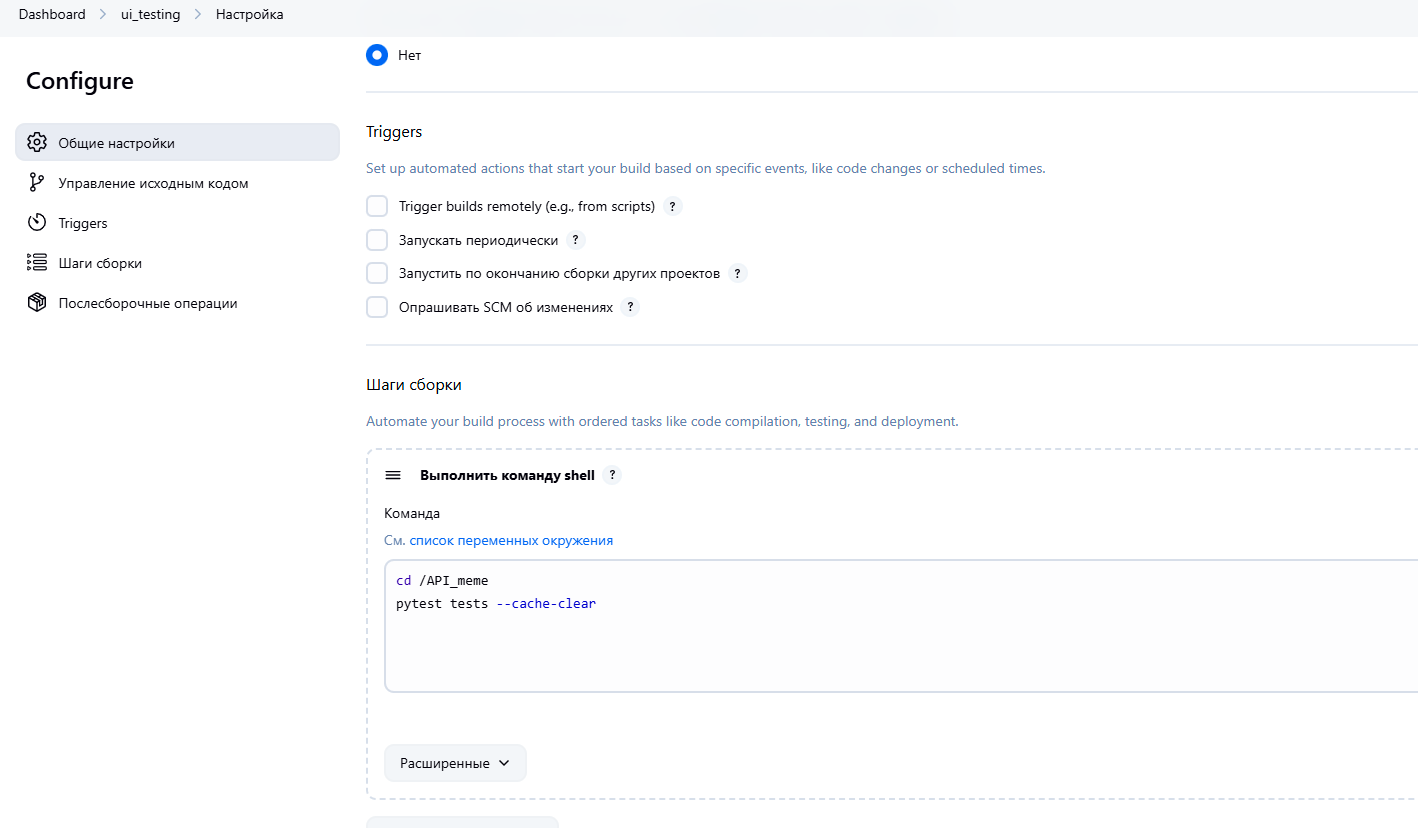 Dashboard > ui_testing > Настройка
Configure
Общие настройки
Управление исходным кодом
Triggers
Шаги сборки
Послесборочные операции
Нет
Triggers
Set up automated actions that start your build based on specific events, like code changes or scheduled times.
Trigger builds remotely (e.g., from scripts) ?
Запускать периодически ?
Запустить по окончанию сборки других проектов ?
Опрашивать SCM об изменениях ?
Шаги сборки
Automate your build process with ordered tasks like code compilation, testing, and deployment.
Выполнить команду shell ?
Команда
См. список переменных окружения
cd /API_meme
pytest tests --cache-clear
Расширенные